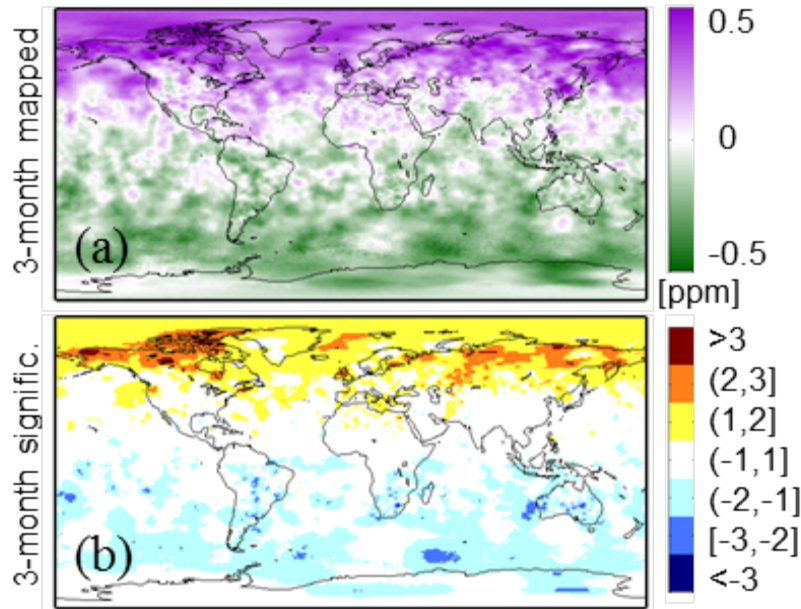 3-month mapped
(a)
0.5
0
-0.5
[ppm]
3-month signific.
(b)
>3
(2,3]
(1,2]
(-1,1]
(-2,-1]
[-3,-2]
<-3